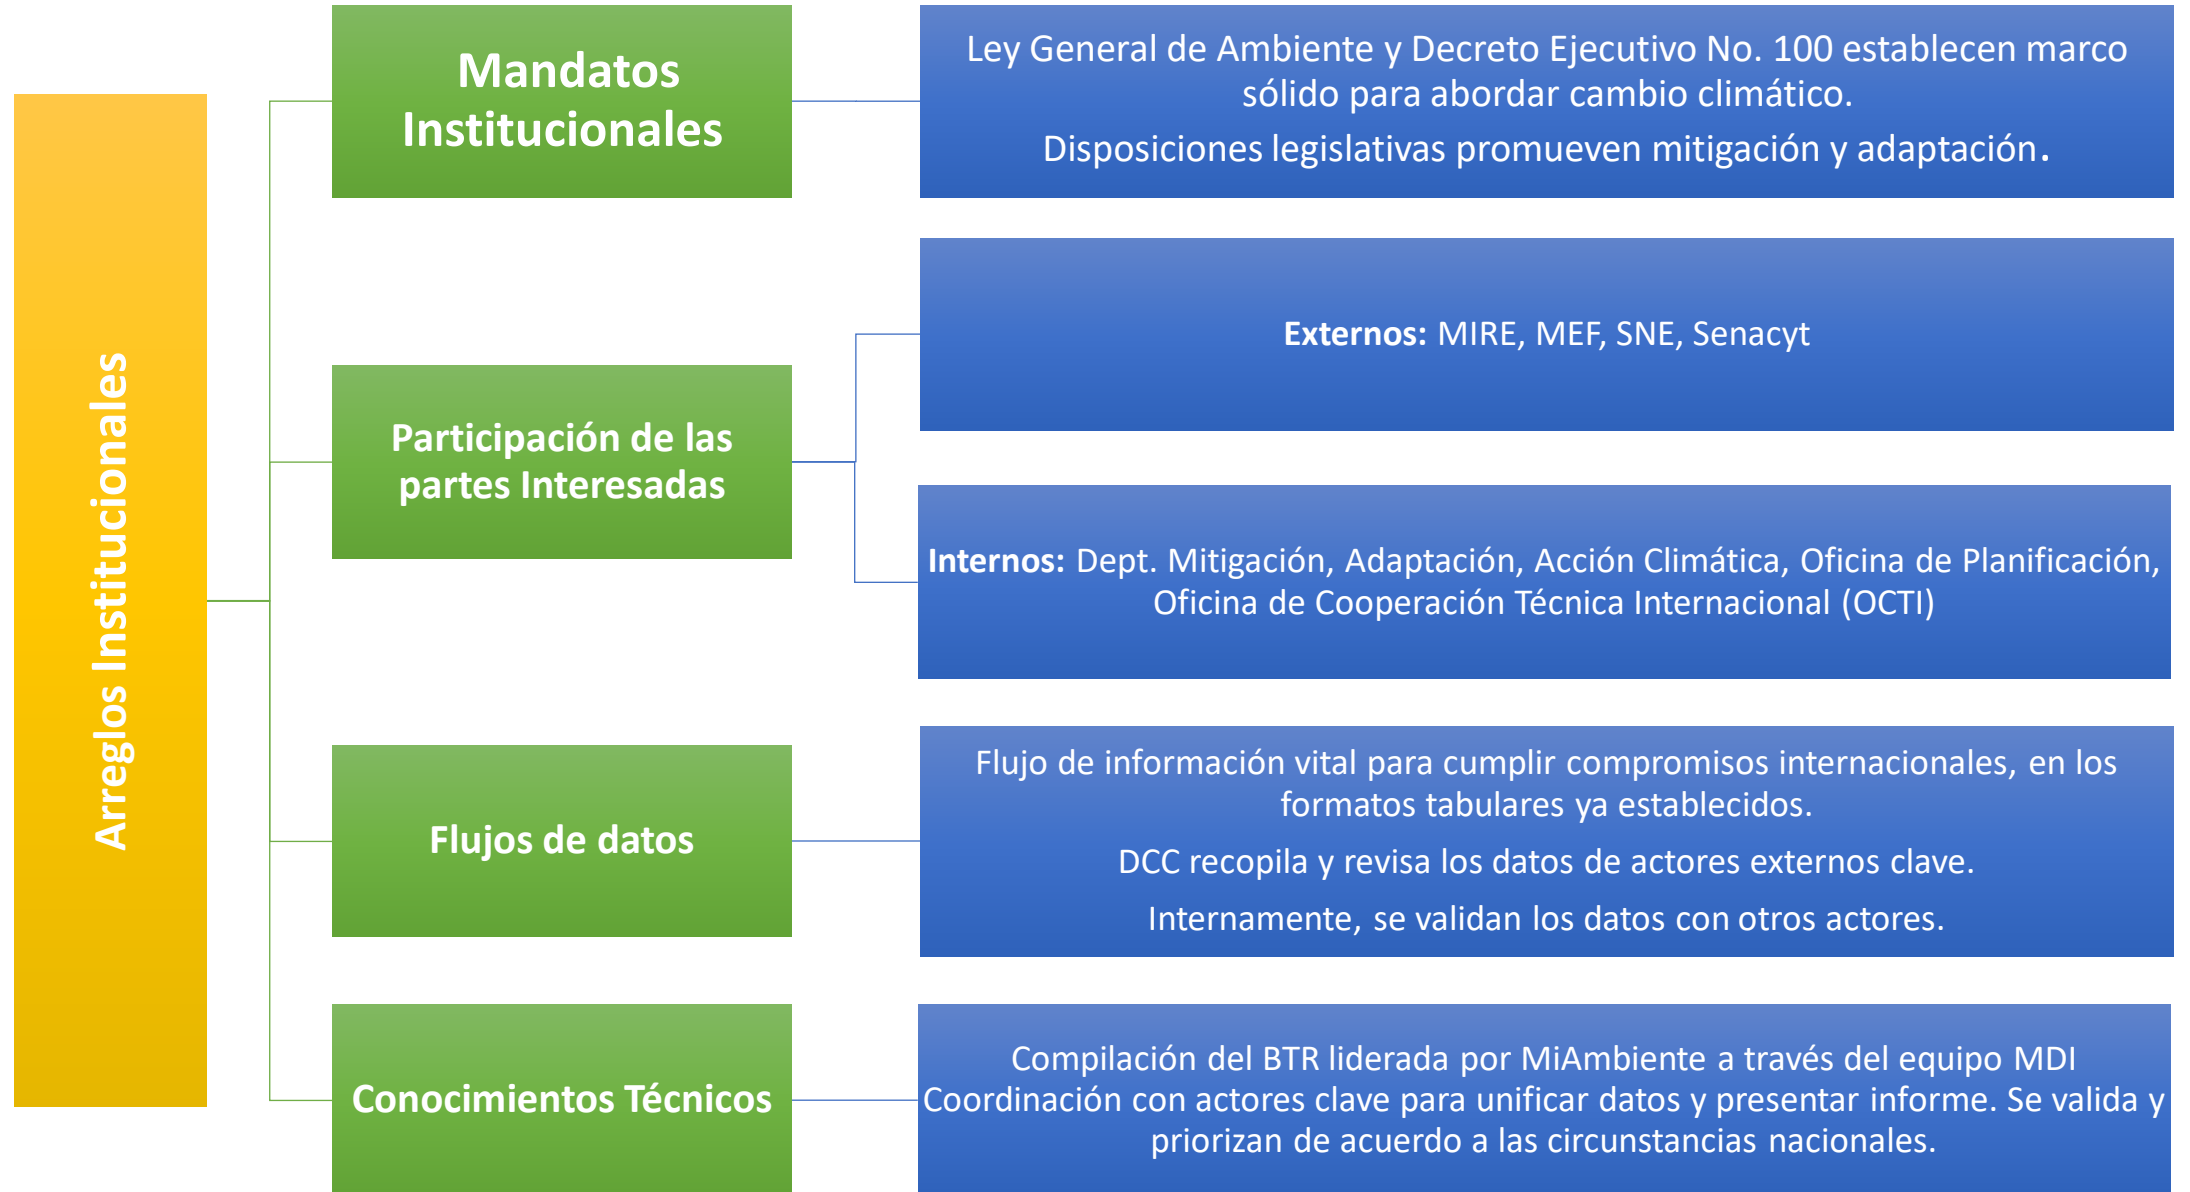 Arreglos Institucionales
Mandatos
Institucionales
Ley General de Ambiente y Decreto Ejecutivo No. 100 establecen marco
sólido para abordar cambio climático.
Disposiciones legislativas promueven mitigación y adaptación.
Participación de las
partes Interesadas
Externos: MIRE, MEF, SNE, Senacyt
Internos: Dept. Mitigación, Adaptación, Acción Climática, Oficina de Planificación,
Oficina de Cooperación Técnica Internacional (OCTI)
Flujos de datos
Flujo de información vital para cumplir compromisos internacionales, en los
formatos tabulares ya establecidos.
DCC recopila y revisa los datos de actores externos clave.
Internamente, se validan los datos con otros actores.
Conocimientos Técnicos
Compilación del BTR liderada por MiAmbiente a través del equipo MDI
Coordinación con actores clave para unificar datos y presentar informe. Se valida y
priorizan de acuerdo a las circunstancias nacionales.